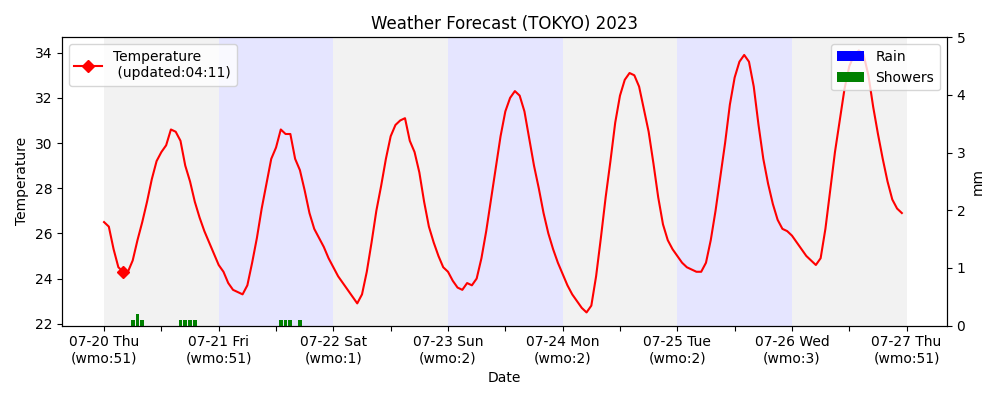 Weather Forecast (TOKYO) 2023
Temperature
(updated:04:11)
Rain
Showers
Temperature
34
32
30
28
26
24
22
5
4
3
2
1
0
mm
07-20 Thu
(wmo:51)
07-21 Fri
(wmo:51)
07-22 Sat
(wmo:1)
07-23 Sun
(wmo:2)
07-24 Mon
(wmo:2)
07-25 Tue
(wmo:2)
07-26 Wed
(wmo:3)
07-27 Thu
(wmo:51)
Date